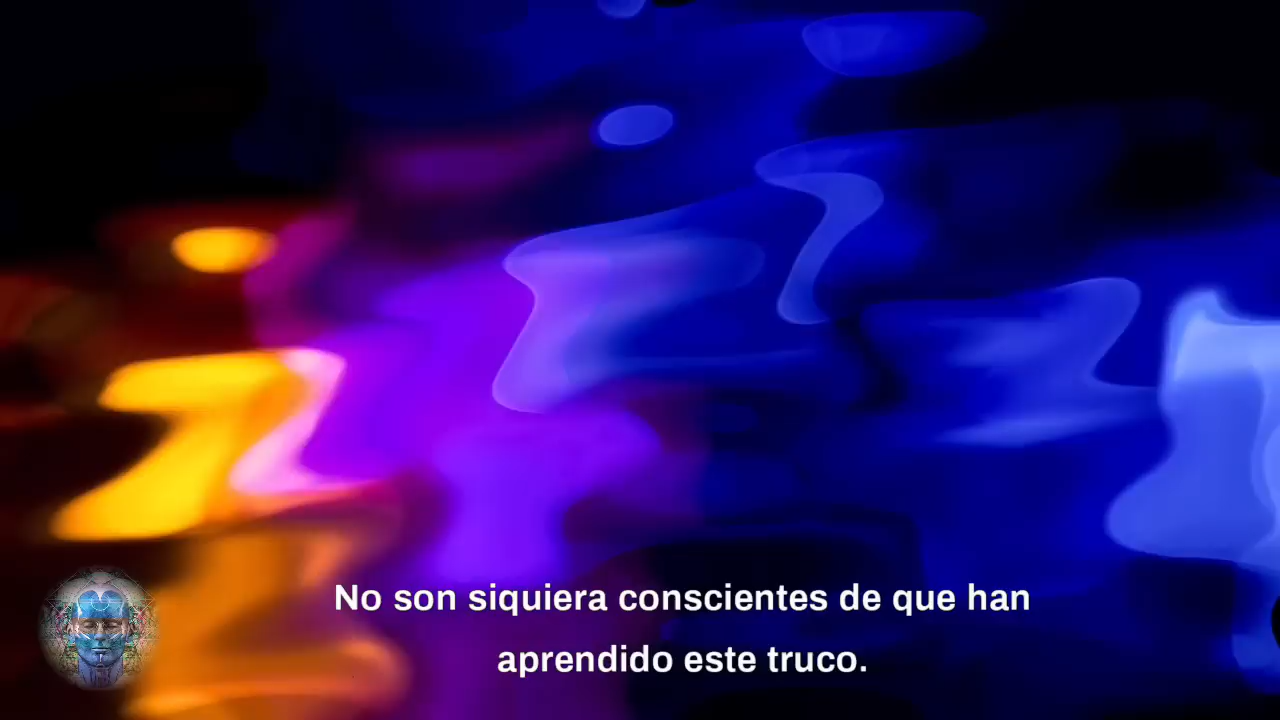 No son siquiera conscientes de que han
aprendido este truco.